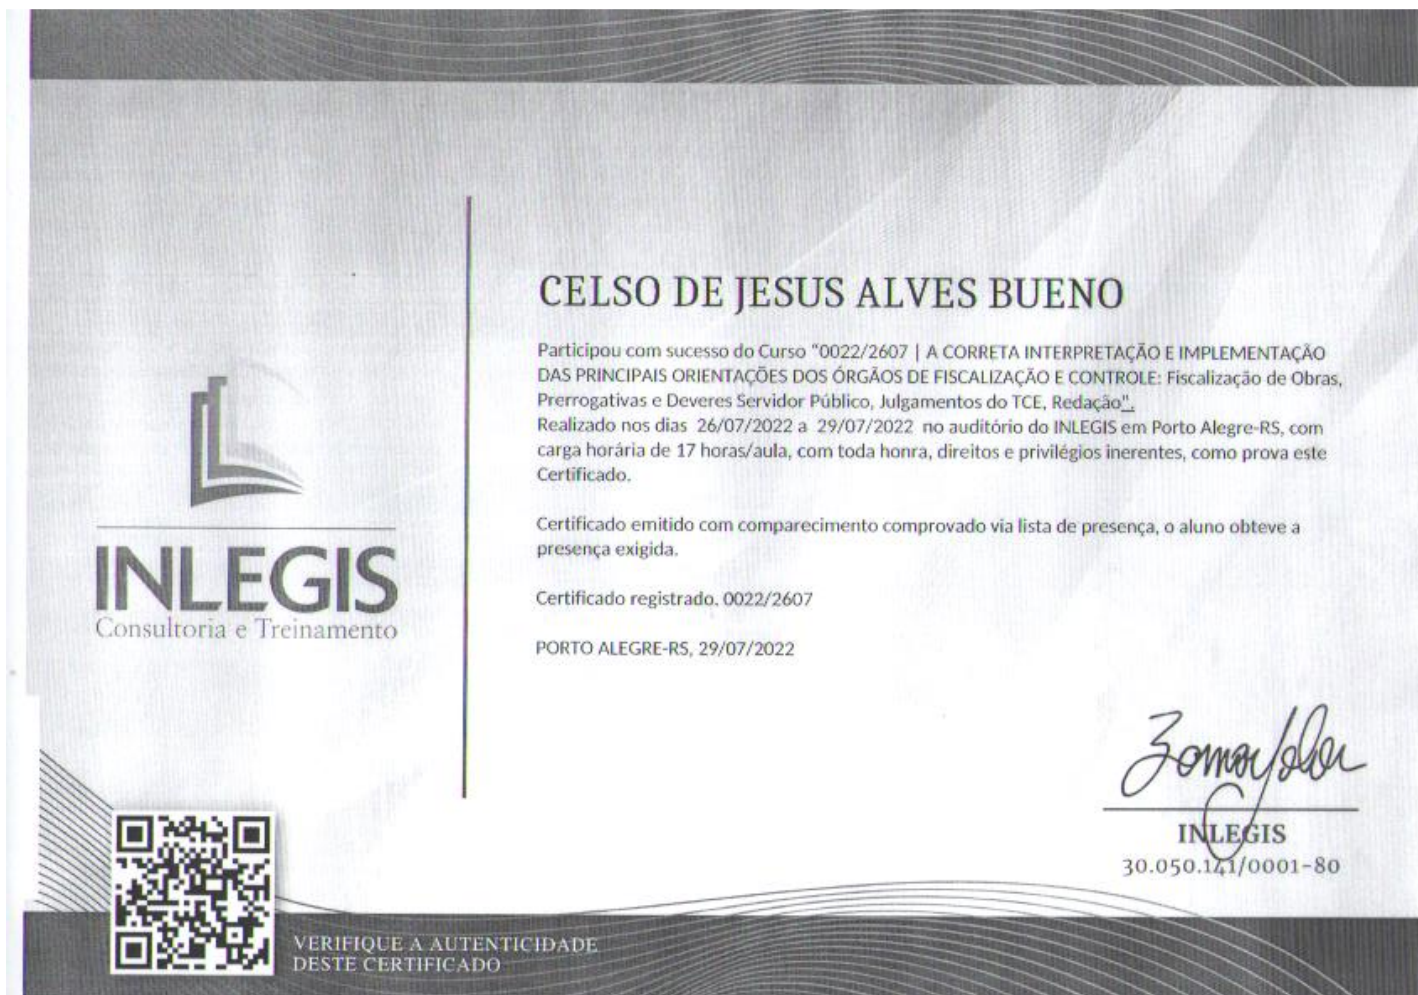 CELSO DE JESUS ALVES BUENO
Participou com sucesso do Curso "0022/2607 | A CORRETA INTERPRETAÇÃO E IMPLEMENTAÇÃO
DAS PRINCIPAIS ORIENTAÇÕES DOS ÓRGÃOS DE FISCALIZAÇÃO E CONTROLE: Fiscalização de Obras,
Prerrogativas e Deveres Servidor Público, Julgamentos do TCE, Redação".
Realizado nos dias 26/07/2022 a 29/07/2022 no auditório do INLEGIS em Porto Alegre-RS, com
carga horária de 17 horas/aula, com toda honra, direitos e privilégios inerentes, como prova este
Certificado.
Certificado emitido com comparecimento comprovado via lista de presença, o aluno obteve a
presença exigida.
Certificado registrado. 0022/2607
PORTO ALEGRE-RS, 29/07/2022
INLEGIS
Consultoria e Treinamento
INLEGIS
30.050.141/0001-80
VERIFIQUE A AUTENTICIDADE
DESTE CERTIFICADO